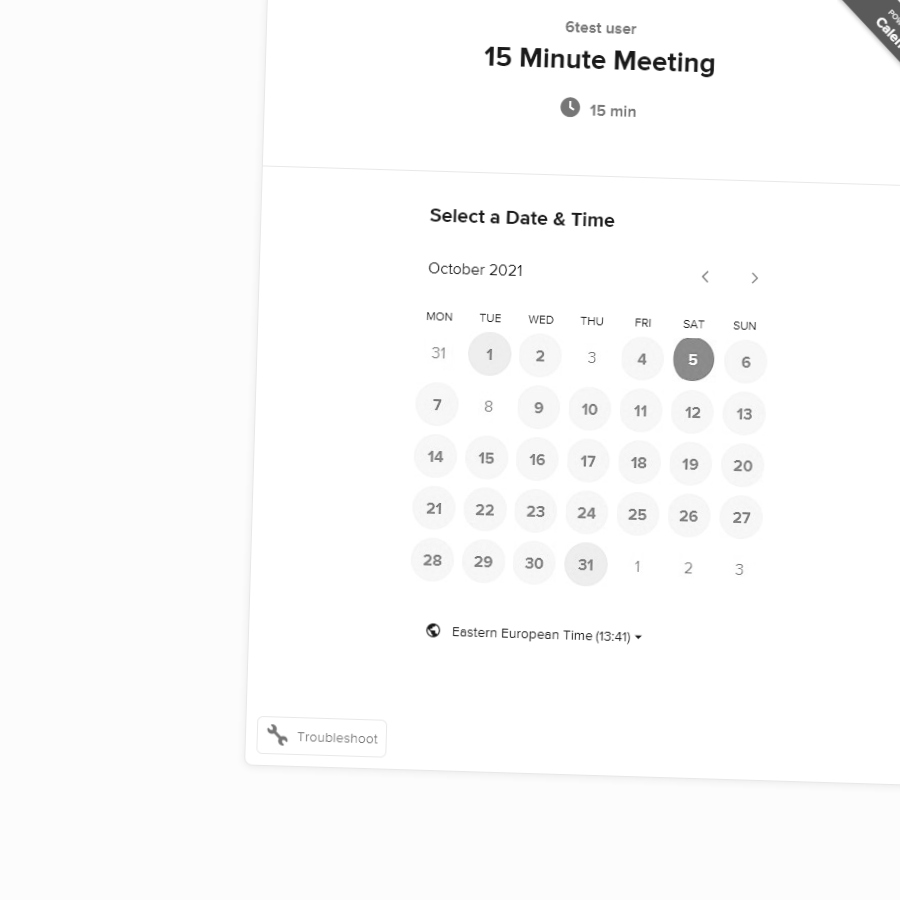 6test user
15 Minute Meeting
15 min
Select a Date & Time
October 2021
MON TUE WED THU FRI SAT SUN
31 1 2 3 4 5 6
7 8 9 10 11 12 13
14 15 16 17 18 19 20
21 22 23 24 25 26 27
28 29 30 31 1 2 3
Eastern European Time (13:41)
Troubleshoot